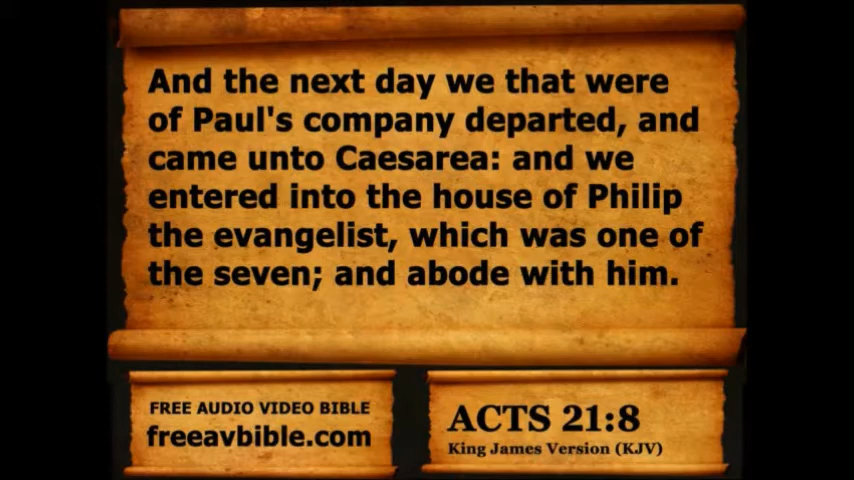 And the next day we that were
of Paul's company departed, and
came unto Caesarea: and we
entered into the house of Philip
the evangelist, which was one of
the seven; and abode with him.
FREE AUDIO VIDEO BIBLE
freeavbible.com
ACTS 21:8
King James Version (KJV)